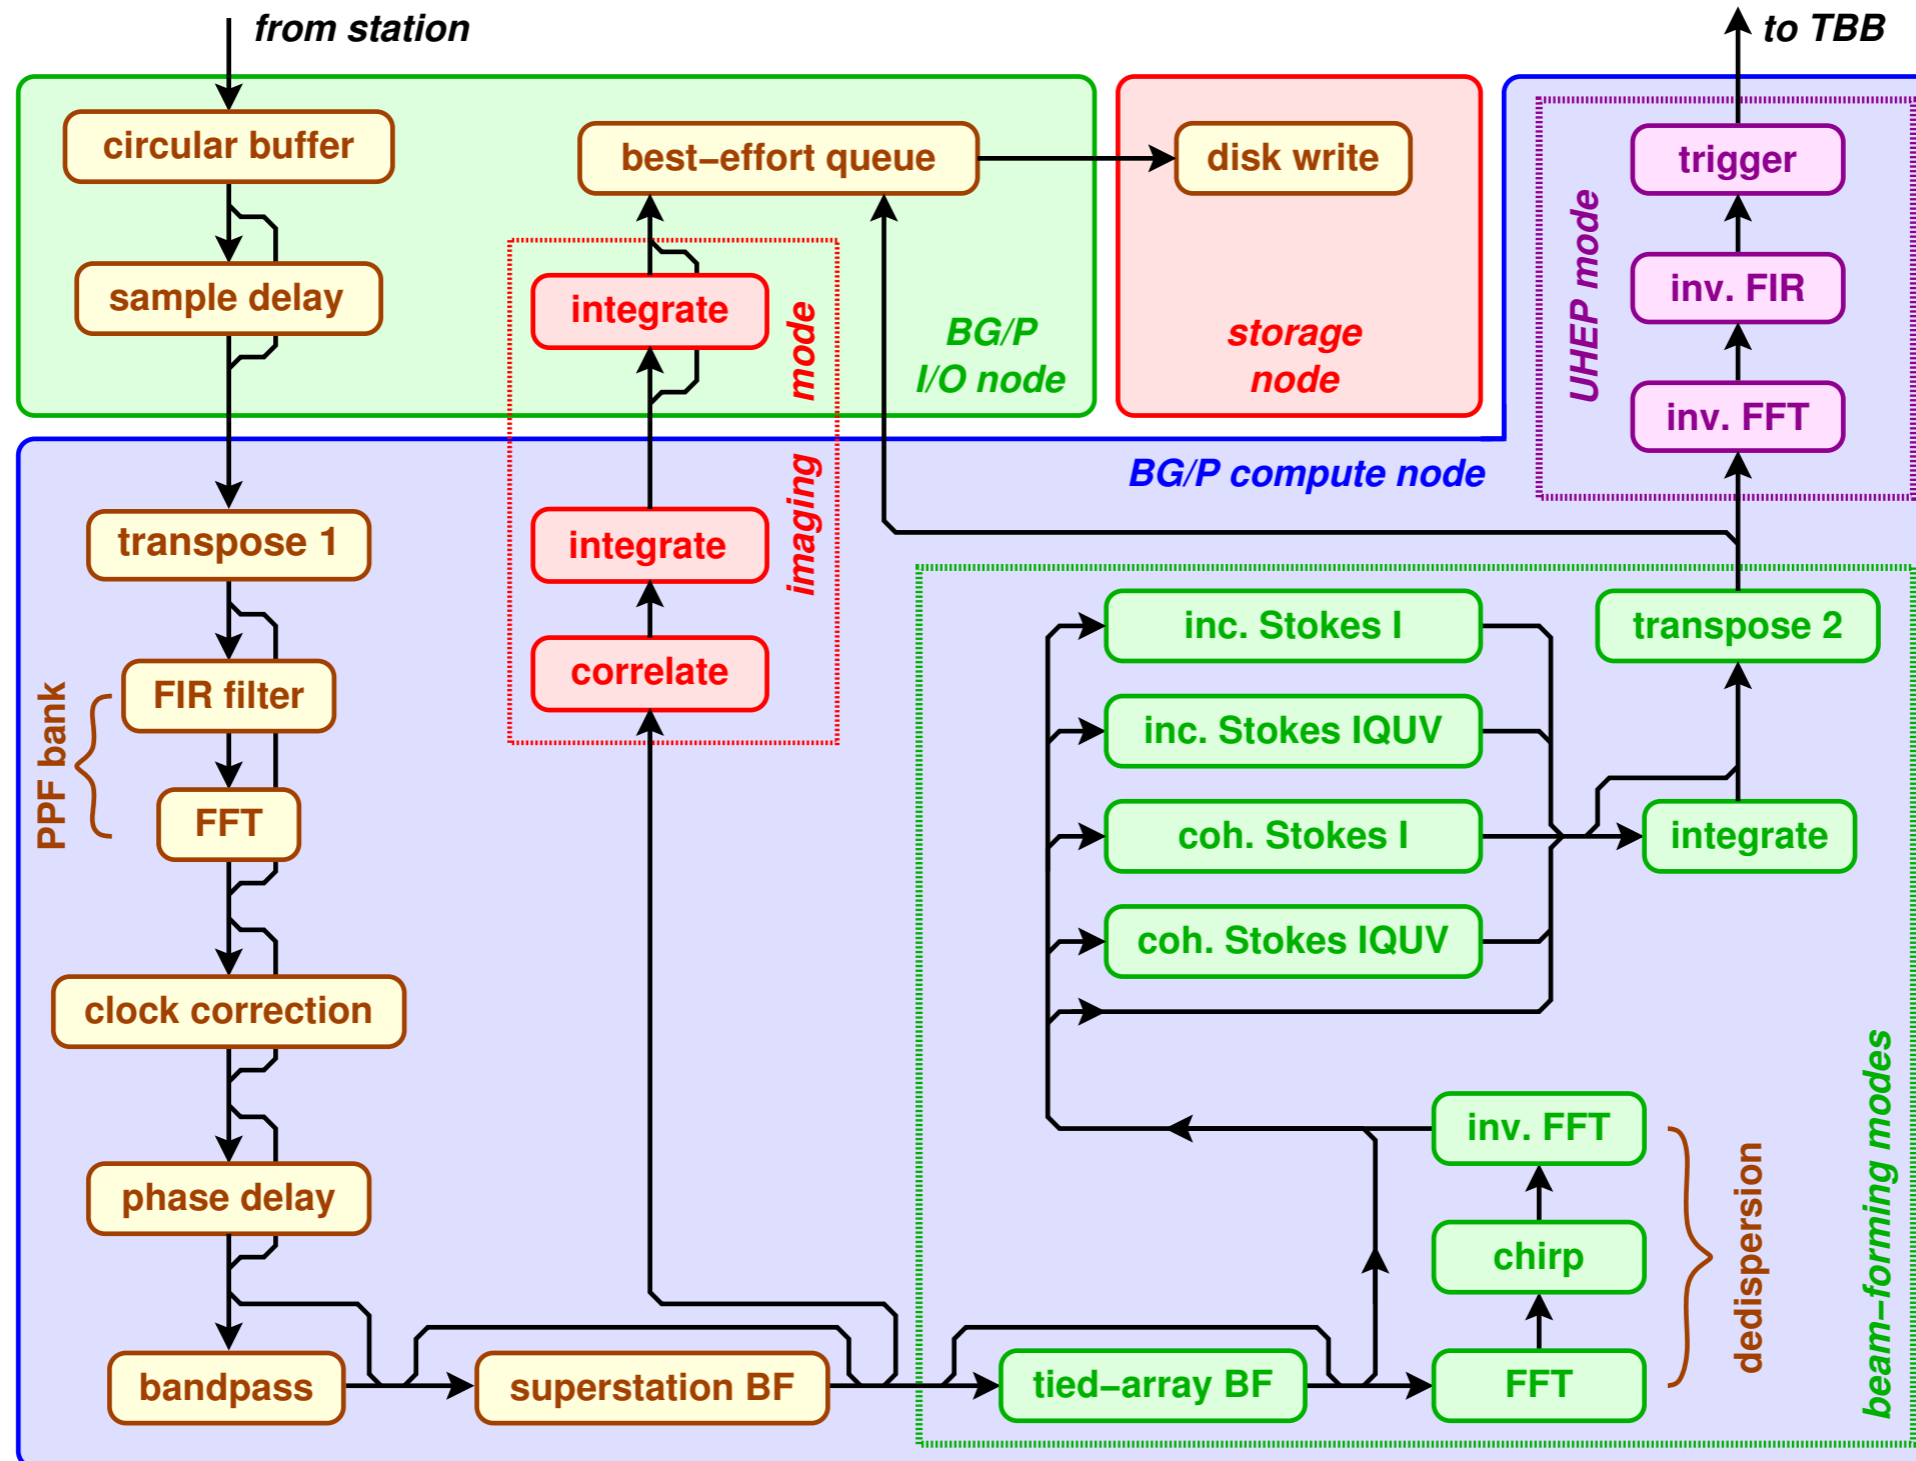 from station
to TBB
circular buffer
best−effort queue
disk write
trigger
sample delay
integrate
mode
BG/P
I/O node
storage
node
UHEP mode
inv. FIR
inv. FFT
BG/P compute node
transpose 1
integrate
imaging
correlate
PPF bank
FIR filter
FFT
inc. Stokes I
transpose 2
inc. Stokes IQUV
coh. Stokes I
integrate
coh. Stokes IQUV
clock correction
phase delay
inv. FFT
chirp
dedispersion
beam−forming modes
bandpass
superstation BF
tied−array BF
FFT